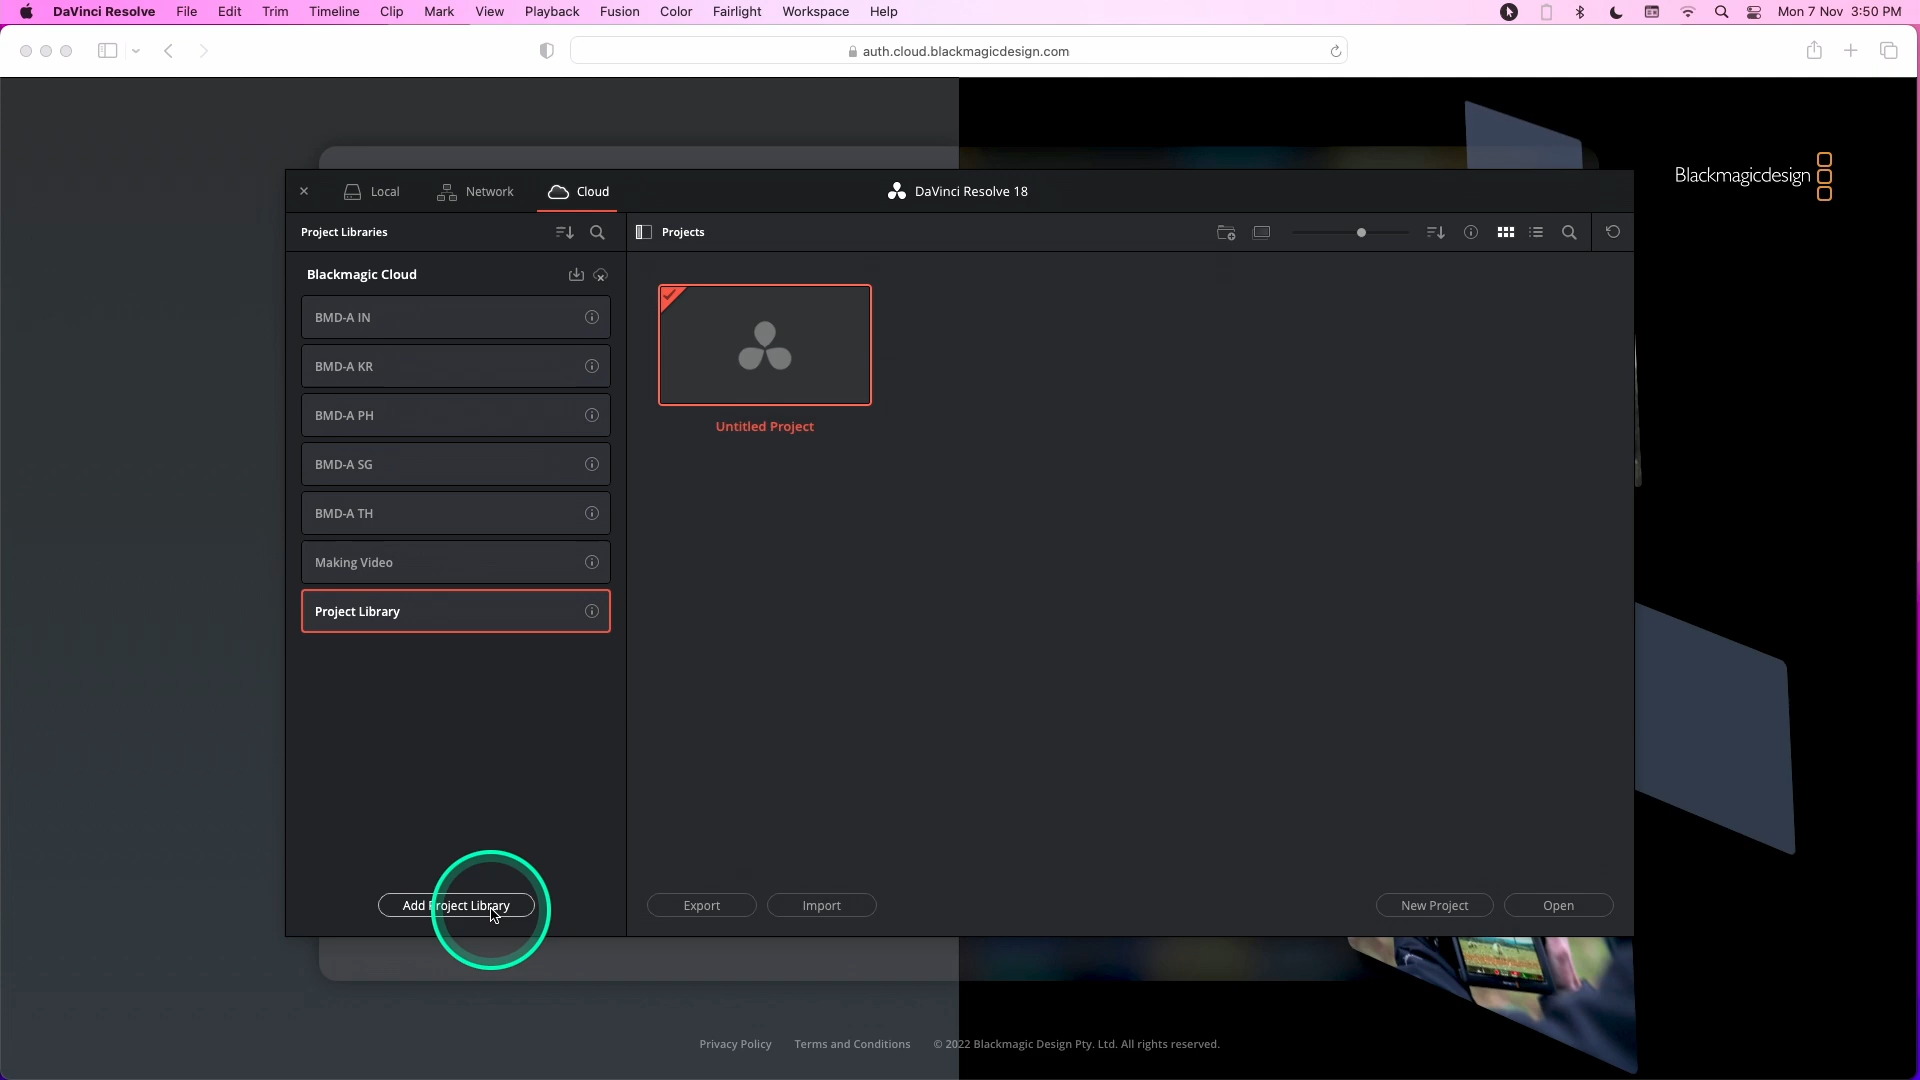 DaVinci Resolve File Edit Trim Timeline Clip Mark View Playback Fusion Color Fairlight Workspace Help Mon 7 Nov 3:50 PM
auth.cloud.blackmagicdesign.com
Blackmagicdesign
Local Network Cloud DaVinci Resolve 18
Project Libraries Projects
Blackmagic Cloud
BMD-A IN
BMD-A KR
BMD-A PH
BMD-A SG
BMD-A TH
Making Video
Project Library
Untitled Project
Add Project Library Export Import New Project Open
Privacy Policy Terms and Conditions © 2022 Blackmagic Design Pty. Ltd. All rights reserved.